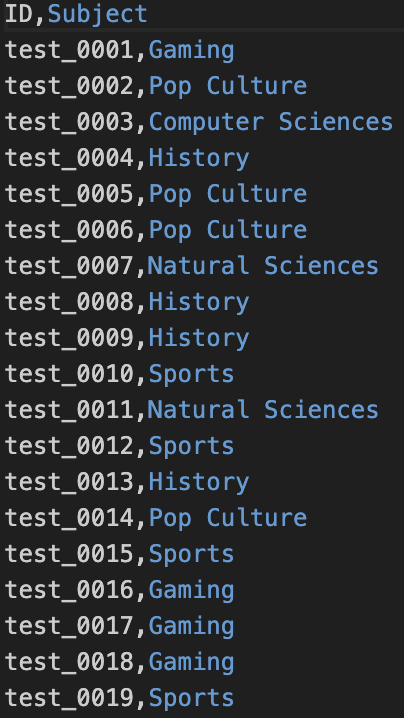 ID,Subject
test_0001,Gaming
test_0002,Pop Culture
test_0003,Computer Sciences
test_0004,History
test_0005,Pop Culture
test_0006,Pop Culture
test_0007,Natural Sciences
test_0008,History
test_0009,History
test_0010,Sports
test_0011,Natural Sciences
test_0012,Sports
test_0013,History
test_0014,Pop Culture
test_0015,Sports
test_0016,Gaming
test_0017,Gaming
test_0018,Gaming
test_0019,Sports